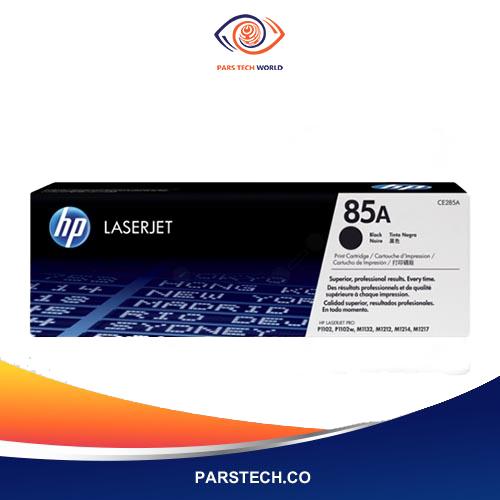 PARS TECH WORLD
hp
LASERJET
85A
CE285A
Black
Noire
Tinta Negra
黑色
Print Cartridge / Cartouche d'Impression /
Cartucho de Impresión / 打印硒鼓
Superior, professional results. Every time.
Des résultats professionnels et de qualité
supérieure à chaque impression.
Calidad superior, resultados profesionales.
En todo momento.
HP LASERJET PRO
P1102, P1102w, M1132, M1212, M1214, M1217
PARSTECH.CO